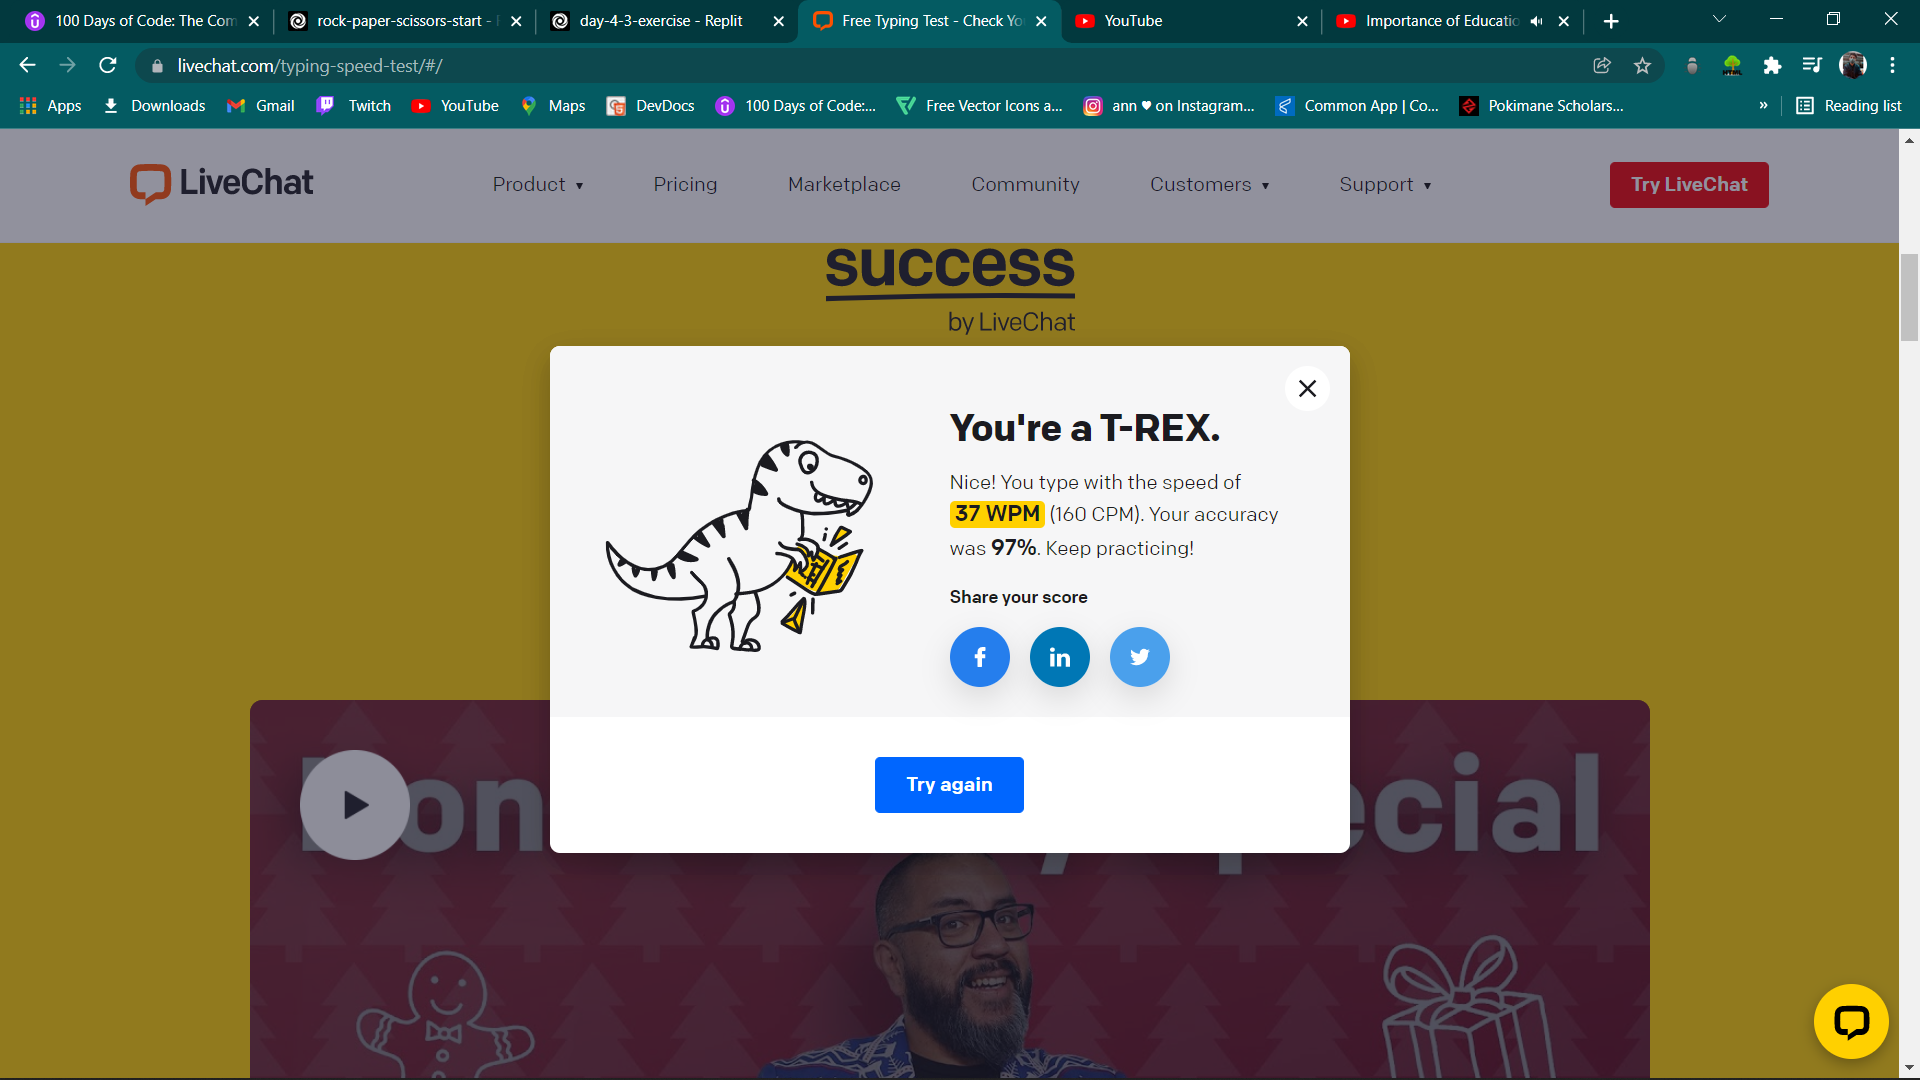 100 Days of Code: The Com
rock-paper-scissors-start -
day-4-3-exercise - Replit
Free Typing Test - Check Yo
YouTube
Importance of Educatio
livechat.com/typing-speed-test/#/
Apps
Downloads
Gmail
Twitch
YouTube
Maps
DevDocs
100 Days of Code:...
Free Vector Icons a...
ann ♥ on Instagram...
Common App | Co...
Pokimane Scholars...
»
Reading list
LiveChat
Product ▾
Pricing
Marketplace
Community
Customers ▾
Support ▾
Try LiveChat
success
by LiveChat
You're a T-REX.
Nice! You type with the speed of
37 WPM (160 CPM). Your accuracy
was 97%. Keep practicing!
Share your score
f
in
Try again
ecial